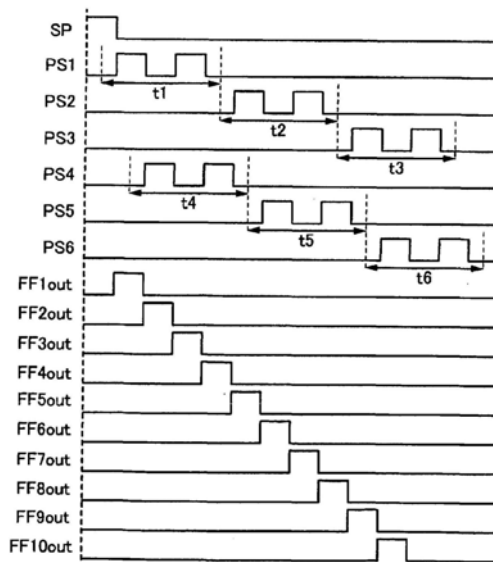 SP
PS1
t1
PS2
t2
PS3
t3
PS4
t4
PS5
t5
PS6
t6
FF1out
FF2out
FF3out
FF4out
FF5out
FF6out
FF7out
FF8out
FF9out
FF10out